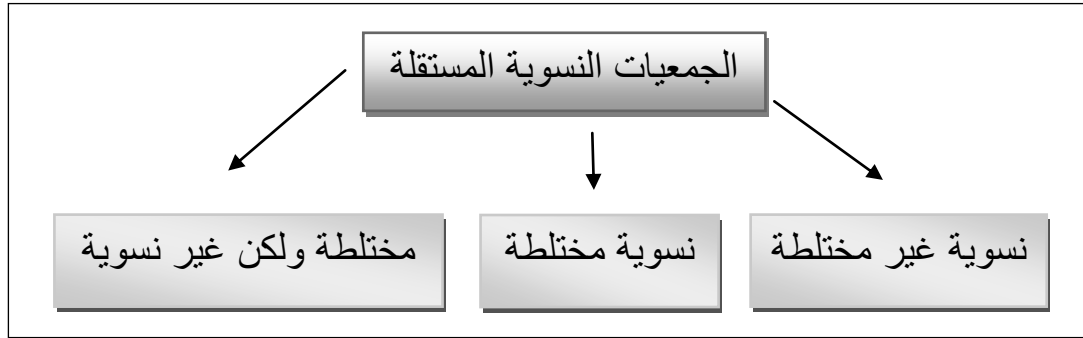 الجمعيات النسوية المستقلة
نسوية غير مختلطة
نسوية مختلطة
مختلطة ولكن غير نسوية